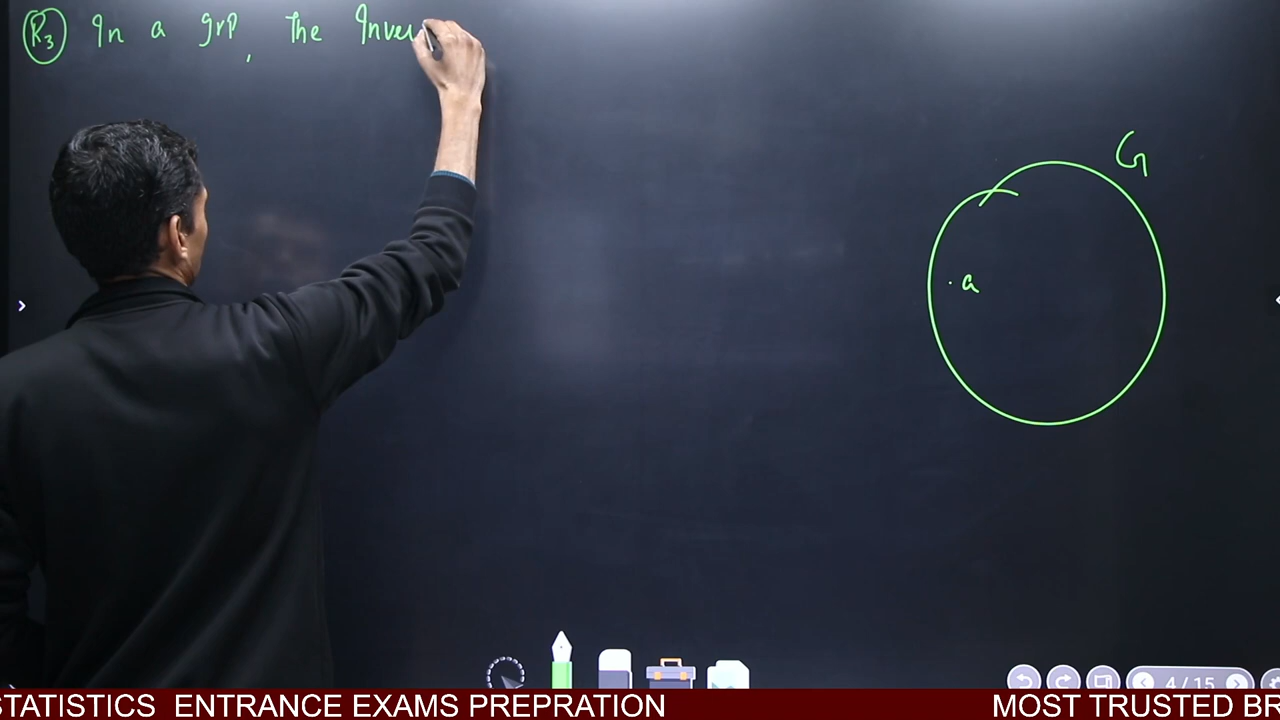 R3 In a grp, The Inver
G
. a
4 / 15
STATISTICS ENTRANCE EXAMS PREPRATION MOST TRUSTED BR